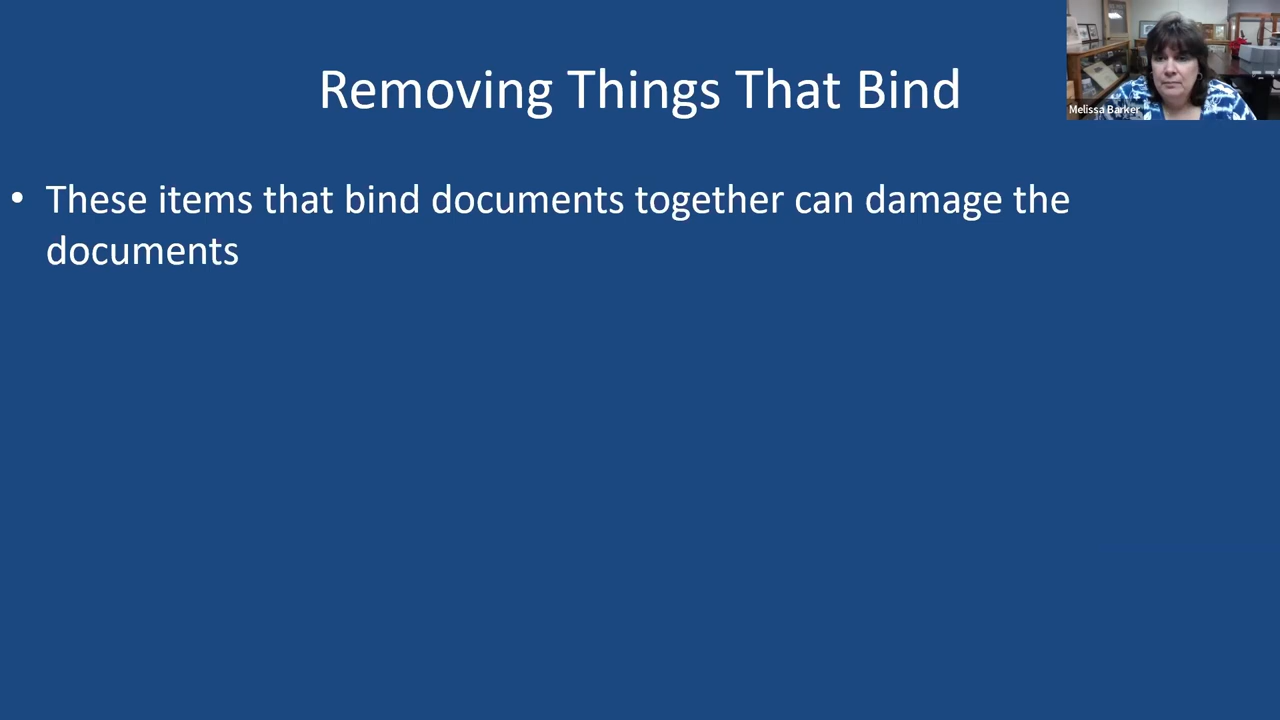 Removing Things That Bind
Melissa Barker
• These items that bind documents together can damage the
documents